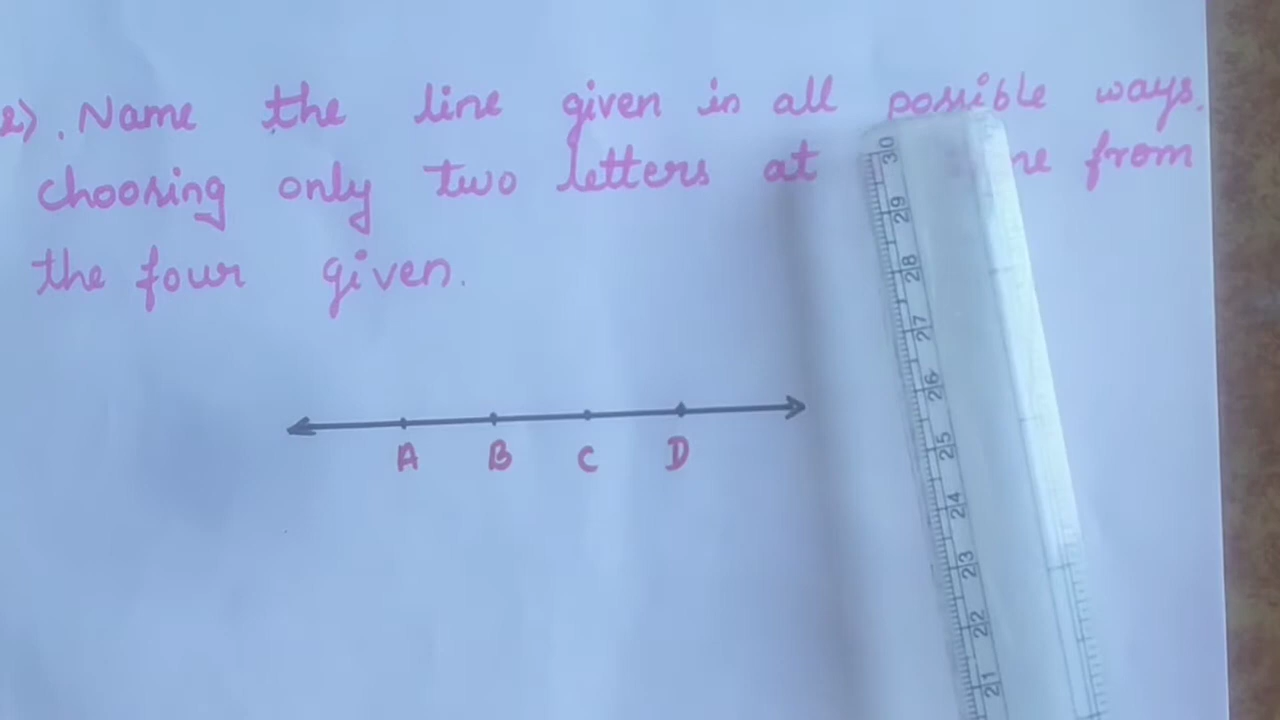 2). Name the line given in all possible ways.
choosing only two letters at from
the four given.
A B C D
30
29
28
27
26
25
24
23
22
21